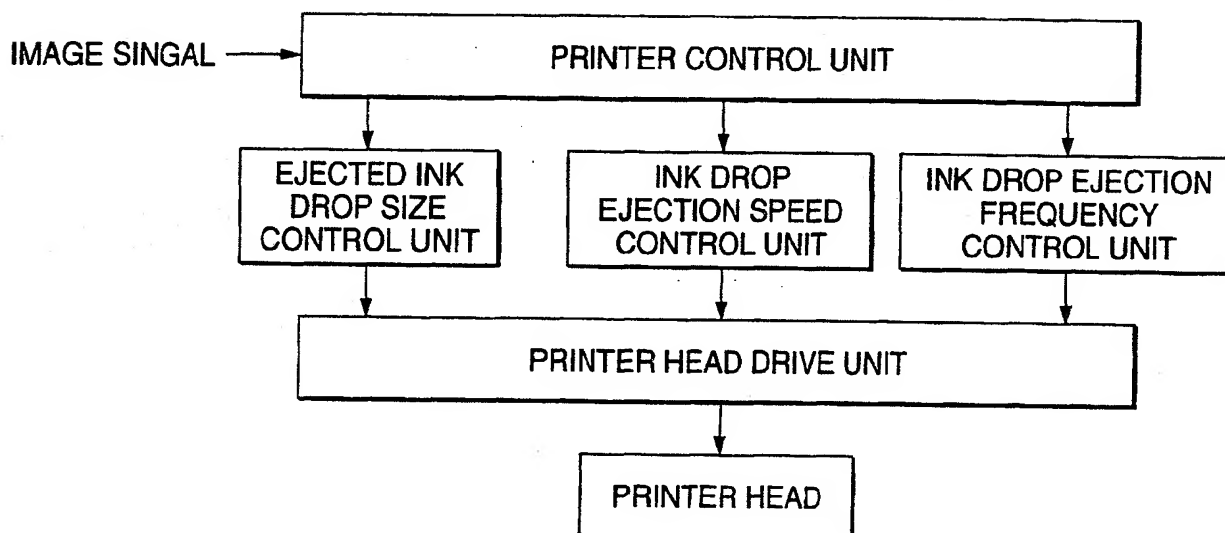 IMAGE SINGAL
PRINTER CONTROL UNIT
EJECTED INK
DROP SIZE
CONTROL UNIT
INK DROP
EJECTION SPEED
CONTROL UNIT
INK DROP EJECTION
FREQUENCY
CONTROL UNIT
PRINTER HEAD DRIVE UNIT
PRINTER HEAD